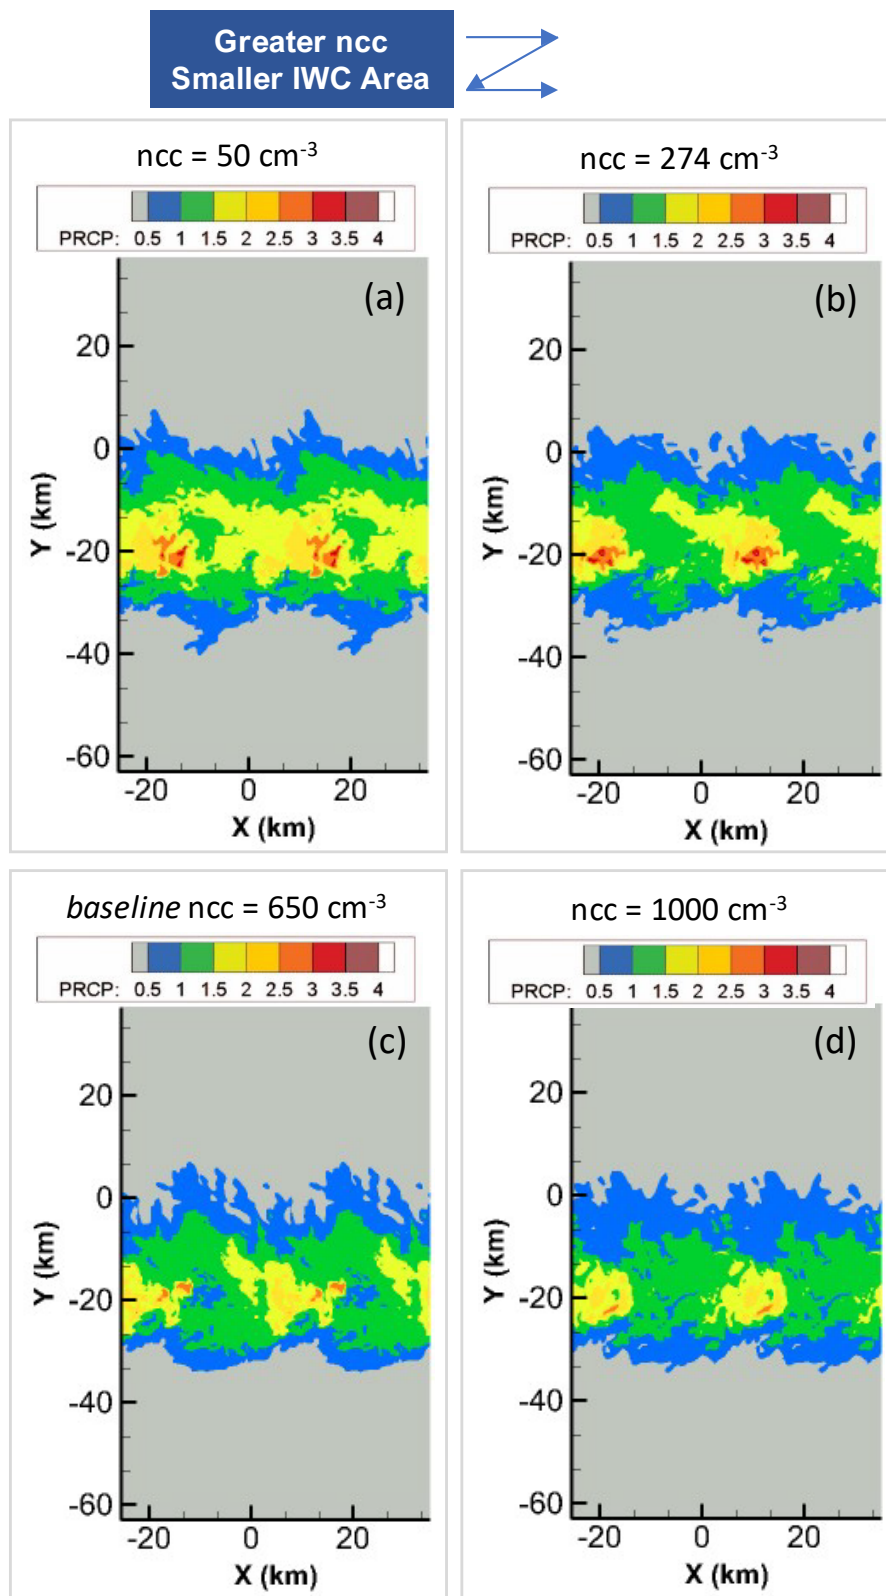 Greater ncc
Smaller IWC Area
ncc = 50 cm-3
PRCP: 0.5 1 1.5 2 2.5 3 3.5 4
(a)
20
0
-20
-40
-60
Y (km)
-20 0 20
X (km)
ncc = 274 cm-3
PRCP: 0.5 1 1.5 2 2.5 3 3.5 4
(b)
20
0
-20
-40
-60
Y (km)
-20 0 20
X (km)
baseline ncc = 650 cm-3
PRCP: 0.5 1 1.5 2 2.5 3 3.5 4
(c)
20
0
-20
-40
-60
Y (km)
-20 0 20
X (km)
ncc = 1000 cm-3
PRCP: 0.5 1 1.5 2 2.5 3 3.5 4
(d)
20
0
-20
-40
-60
Y (km)
-20 0 20
X (km)